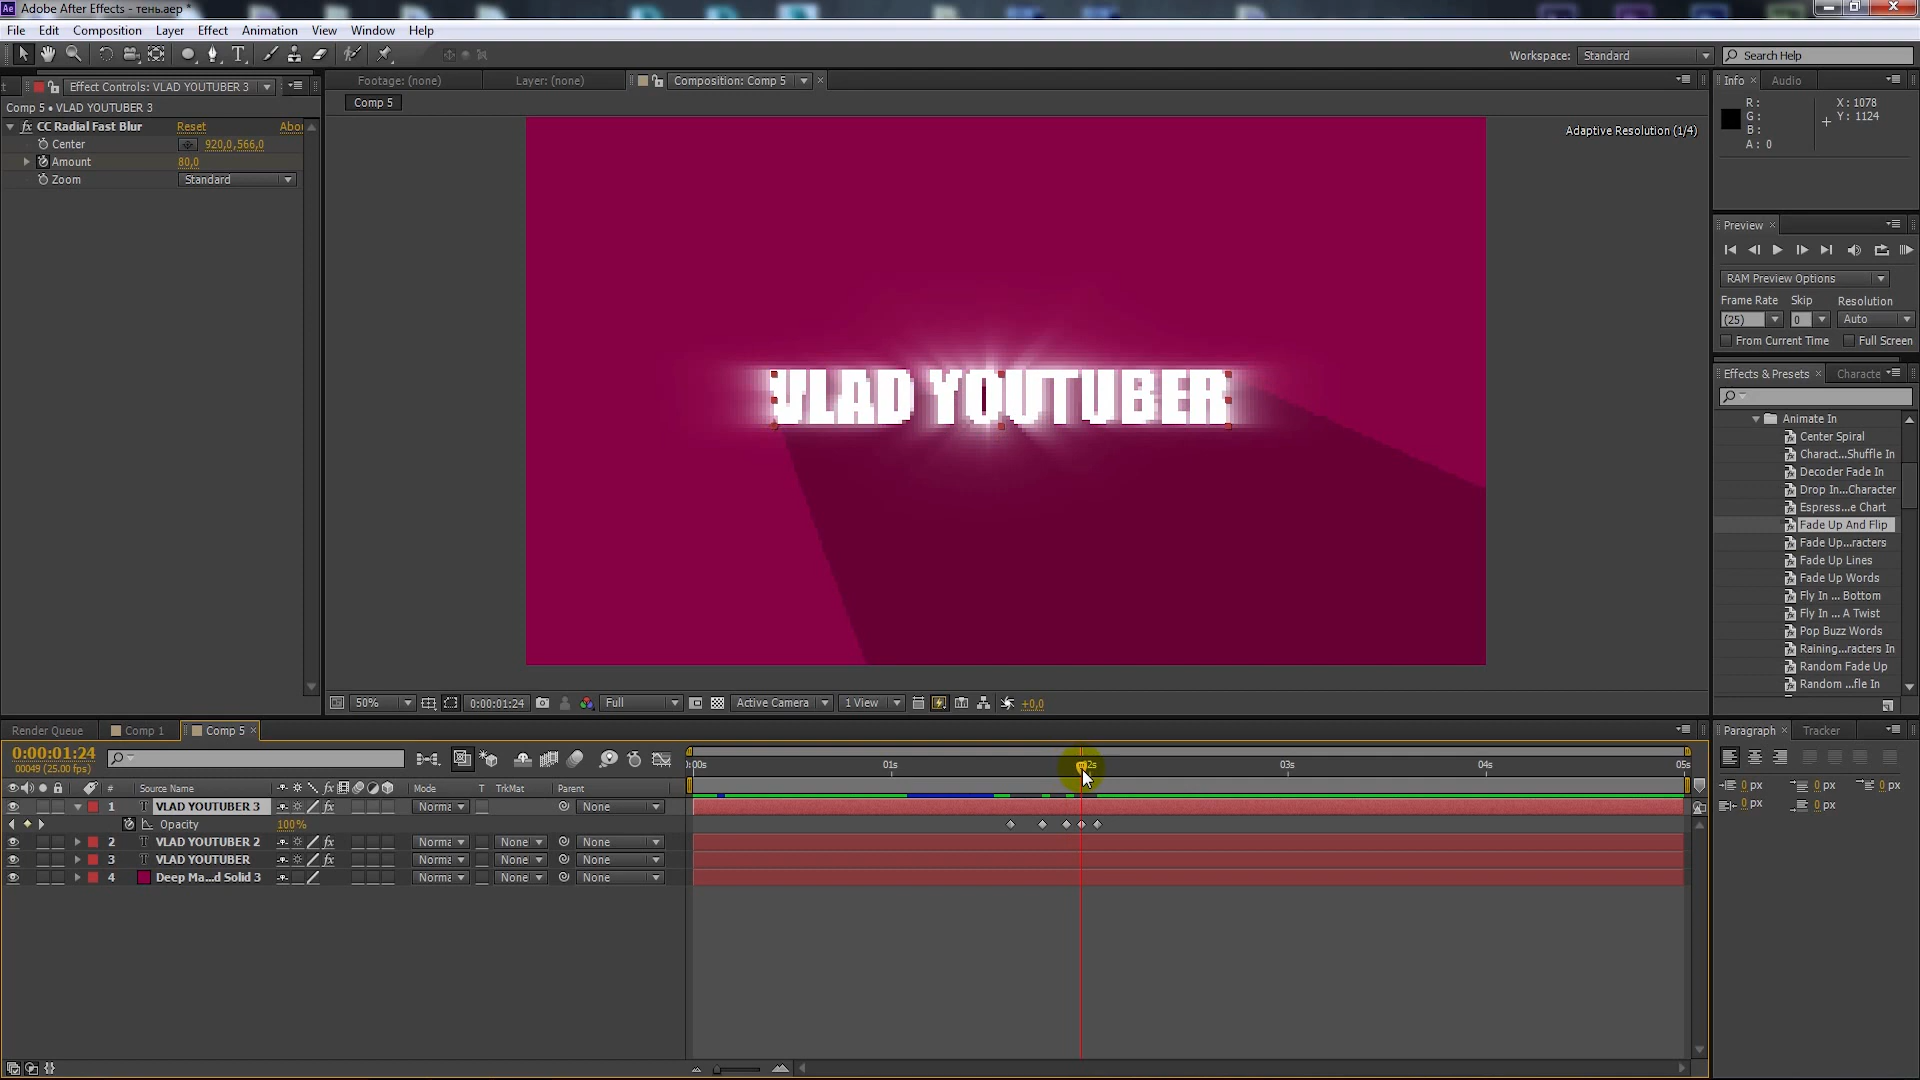 Ae Adobe After Effects - тень.aep *
File Edit Composition Layer Effect Animation View Window Help
Workspace: Standard Search Help
Effect Controls: VLAD YOUTUBER 3
Footage: (none) Layer: (none) Composition: Comp 5
Info Audio
Comp 5
Comp 5 • VLAD YOUTUBER 3
fx CC Radial Fast Blur Reset Abou
Center 920,0,566,0
Amount 80,0
Zoom Standard
R:
G:
B:
A: 0
X: 1078
Y: 1124
Adaptive Resolution (1/4)
VLAD YOUTUBER
Preview
RAM Preview Options
Frame Rate Skip Resolution
(25) 0 Auto
From Current Time Full Screen
Effects & Presets Characte
Animate In
Center Spiral
Charact...Shuffle In
Decoder Fade In
Drop In...Character
Espress...e Chart
Fade Up And Flip
Fade Up...racters
Fade Up Lines
Fade Up Words
Fly In ... Bottom
Fly In ... A Twist
Pop Buzz Words
Raining...racters In
Random Fade Up
Random ...fle In
50% 0:00:01:24 Full Active Camera 1 View +0,0
Render Queue Comp 1 Comp 5
Paragraph Tracker
0:00:01:24
00049 (25.00 fps)
:00s 01s 02s 03s 04s 05s
# Source Name fx Mode T TrkMat Parent
1 T VLAD YOUTUBER 3 fx Norma None
Opacity 100%
2 T VLAD YOUTUBER 2 fx Norma None None
3 T VLAD YOUTUBER fx Norma None None
4 Deep Ma...d Solid 3 Norma None None
0 px 0 px 0 px
0 px 0 px